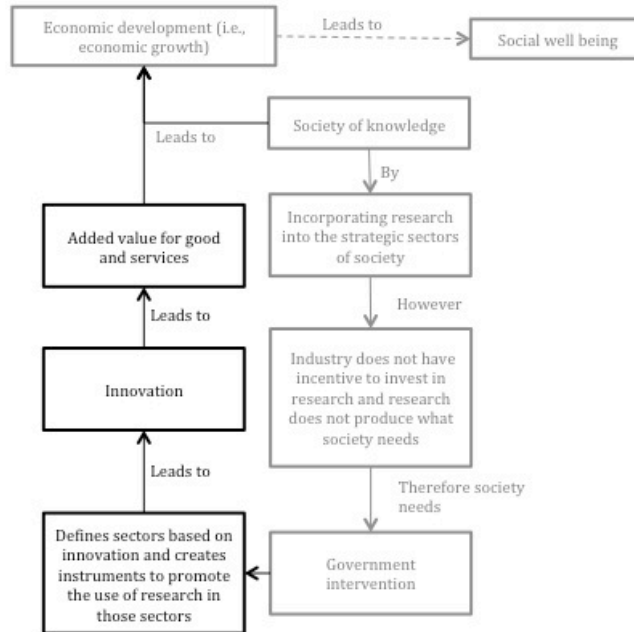 Economic development (i.e.,
economic growth)
Leads to
Social well being
Leads to
Society of knowledge
By
Added value for good
and services
Incorporating research
into the strategic sectors
of society
Leads to
However
Innovation
Industry does not have
incentive to invest in
research and research
does not produce what
society needs
Leads to
Therefore society
needs
Defines sectors based on
innovation and creates
instruments to promote
the use of research in
those sectors
Government
intervention